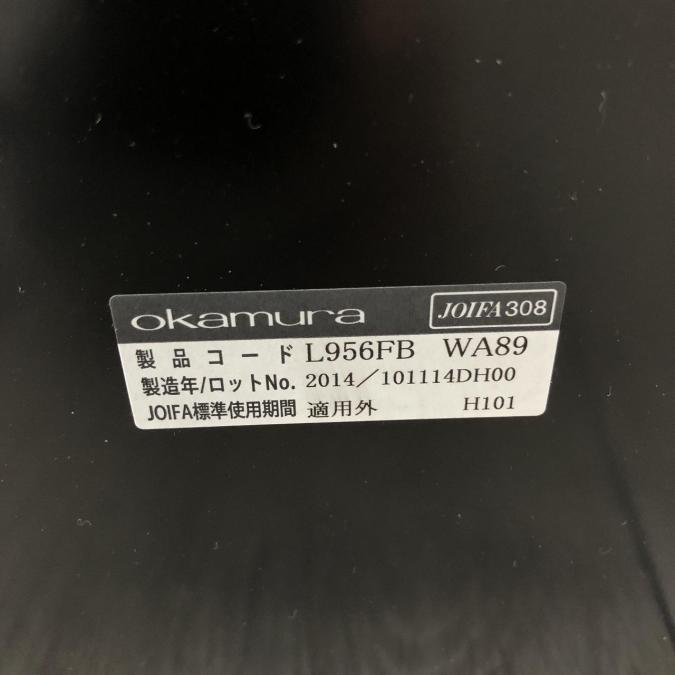 okamura JOIFA308
製品コード L956FB WA89
製造年/ロットNo. 2014/101114DH00
JOIFA標準使用期間 適用外 H101